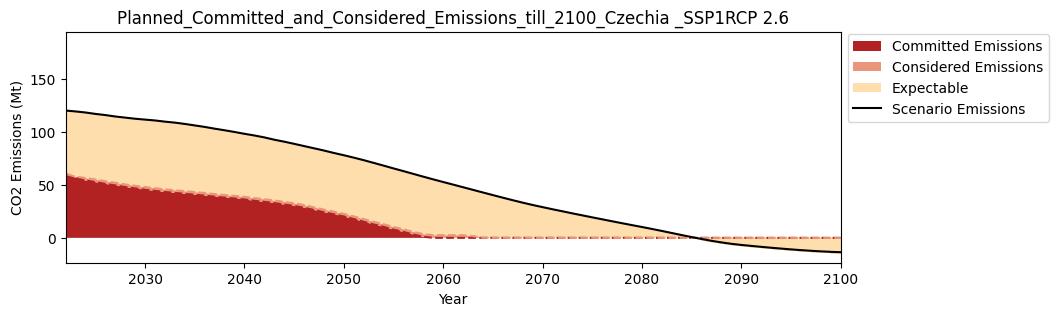 Planned_Committed_and_Considered_Emissions_till_2100_Czechia _SSP1RCP 2.6
Committed Emissions
Considered Emissions
Expectable
Scenario Emissions
CO2 Emissions (Mt)
150
100
50
0
2030 2040 2050 2060 2070 2080 2090 2100
Year